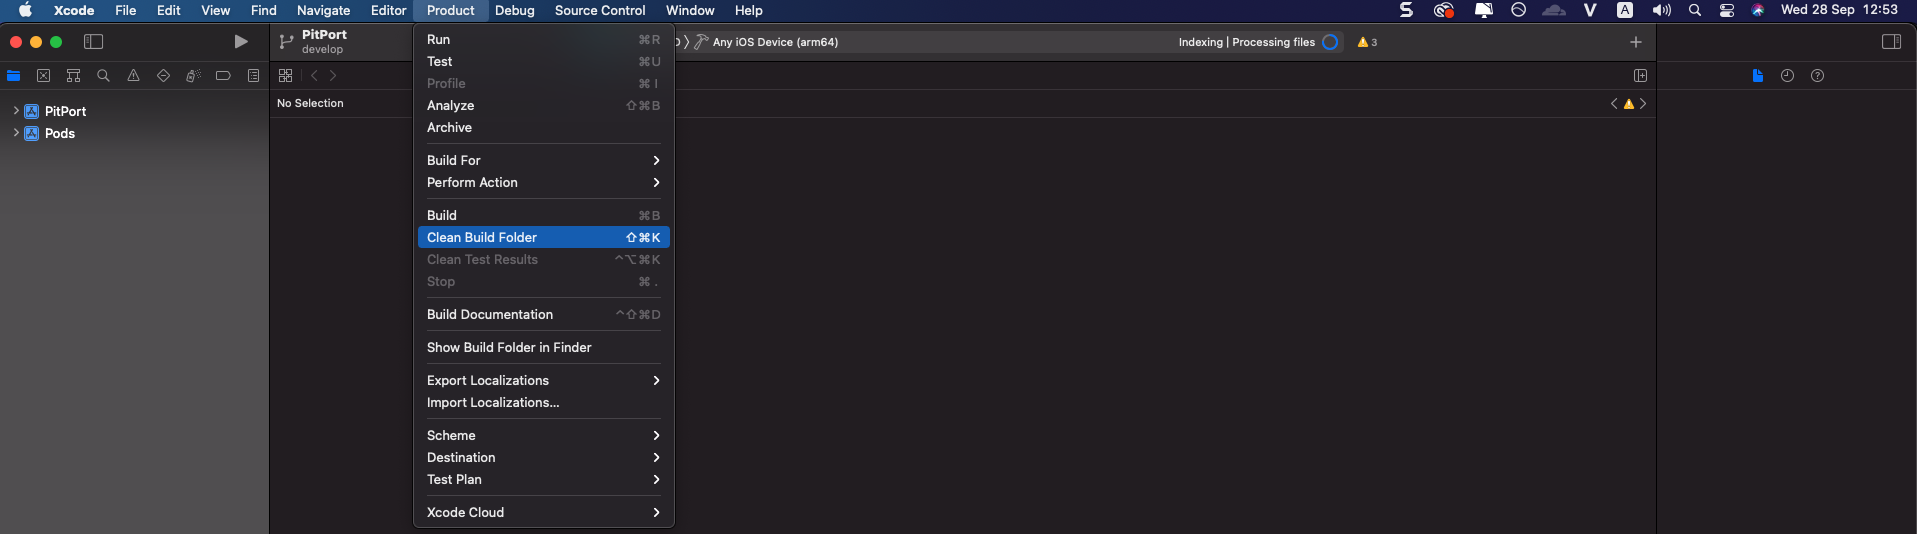 Xcode File Edit View Find Navigate Editor Product Debug Source Control Window Help A Wed 28 Sep 12:53
PitPort
develop
Any iOS Device (arm64)
Indexing | Processing files
3
PitPort
Pods
No Selection
Run ⌘R
Test ⌘U
Profile ⌘I
Analyze ⇧⌘B
Archive
Build For
Perform Action
Build ⌘B
Clean Build Folder ⇧⌘K
Clean Test Results ^⌥⌘K
Stop ⌘.
Build Documentation ^⇧⌘D
Show Build Folder in Finder
Export Localizations
Import Localizations...
Scheme
Destination
Test Plan
Xcode Cloud